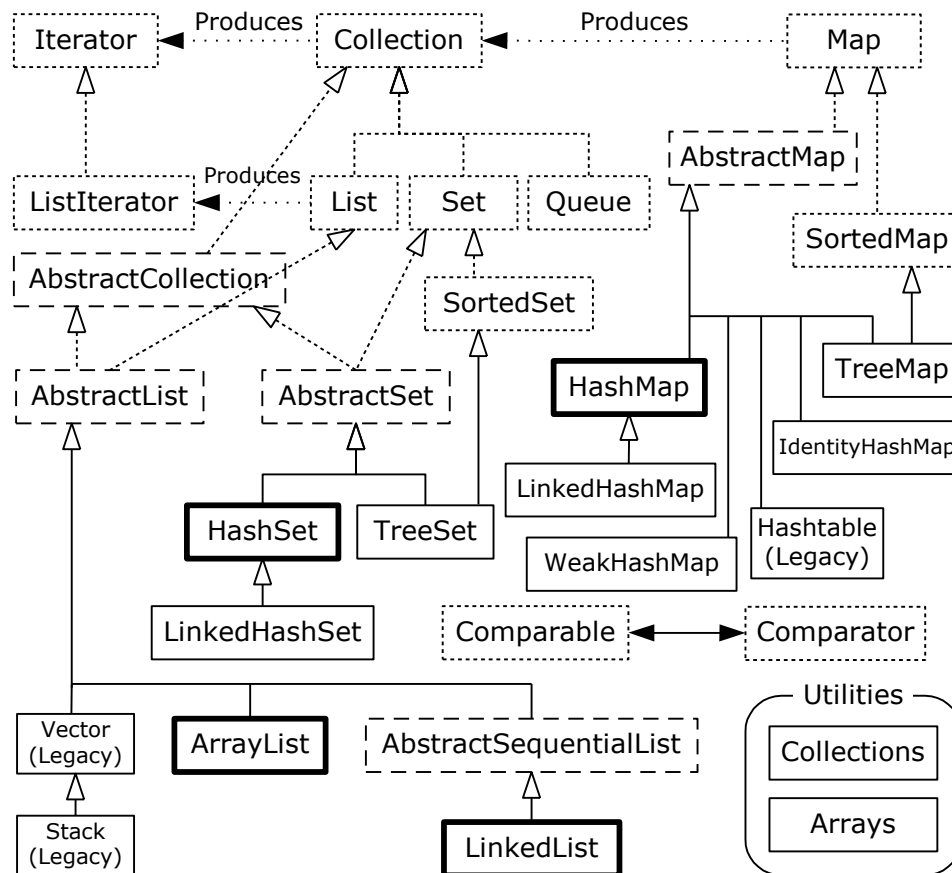 Iterator
Produces
Collection
Produces
Map
AbstractMap
ListIterator
Produces
List
Set
Queue
SortedMap
AbstractCollection
SortedSet
AbstractList
AbstractSet
HashMap
TreeMap
IdentityHashMap
LinkedHashMap
HashSet
TreeSet
Hashtable
(Legacy)
WeakHashMap
LinkedHashSet
Comparable
Comparator
Utilities
Vector
(Legacy)
ArrayList
AbstractSequentialList
Collections
Arrays
Stack
(Legacy)
LinkedList